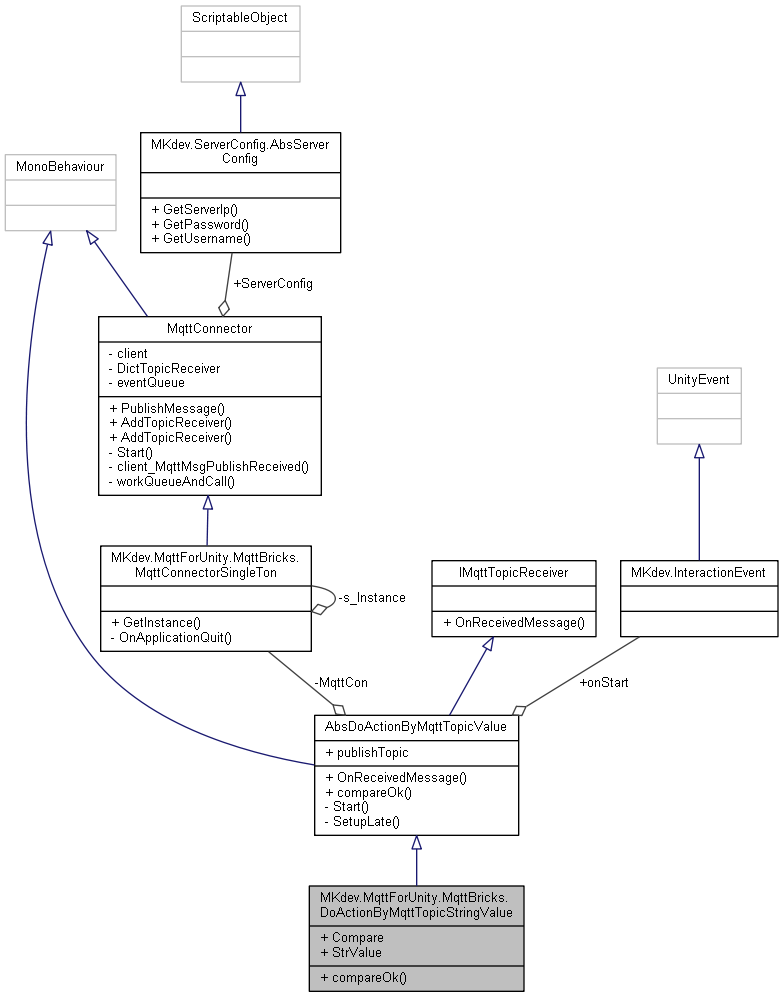 ScriptableObject
MKdev.ServerConfig.AbsServer
Config
+ GetServerIp()
+ GetPassword()
+ GetUsername()
MonoBehaviour
+ServerConfig
MqttConnector
- client
- DictTopicReceiver
- eventQueue
+ PublishMessage()
+ AddTopicReceiver()
+ AddTopicReceiver()
- Start()
- client_MqttMsgPublishReceived()
- workQueueAndCall()
UnityEvent
MKdev.MqttForUnity.MqttBricks.
MqttConnectorSingleTon
+ GetInstance()
- OnApplicationQuit()
-s_Instance
IMqttTopicReceiver
+ OnReceivedMessage()
MKdev.InteractionEvent
-MqttCon
+onStart
AbsDoActionByMqttTopicValue
+ publishTopic
+ OnReceivedMessage()
+ compareOk()
- Start()
- SetupLate()
MKdev.MqttForUnity.MqttBricks.
DoActionByMqttTopicStringValue
+ Compare
+ StrValue
+ compareOk()